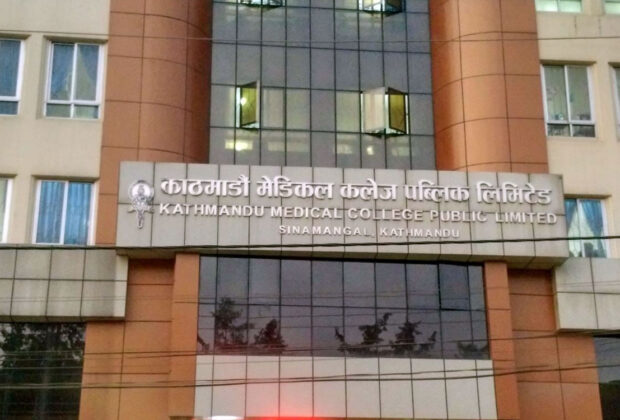 काठमाडौं मेडिकल कलेज पब्लिक लिमिटेड
KATHMANDU MEDICAL COLLEGE PUBLIC LIMITED
SINAMANGAL, KATHMANDU